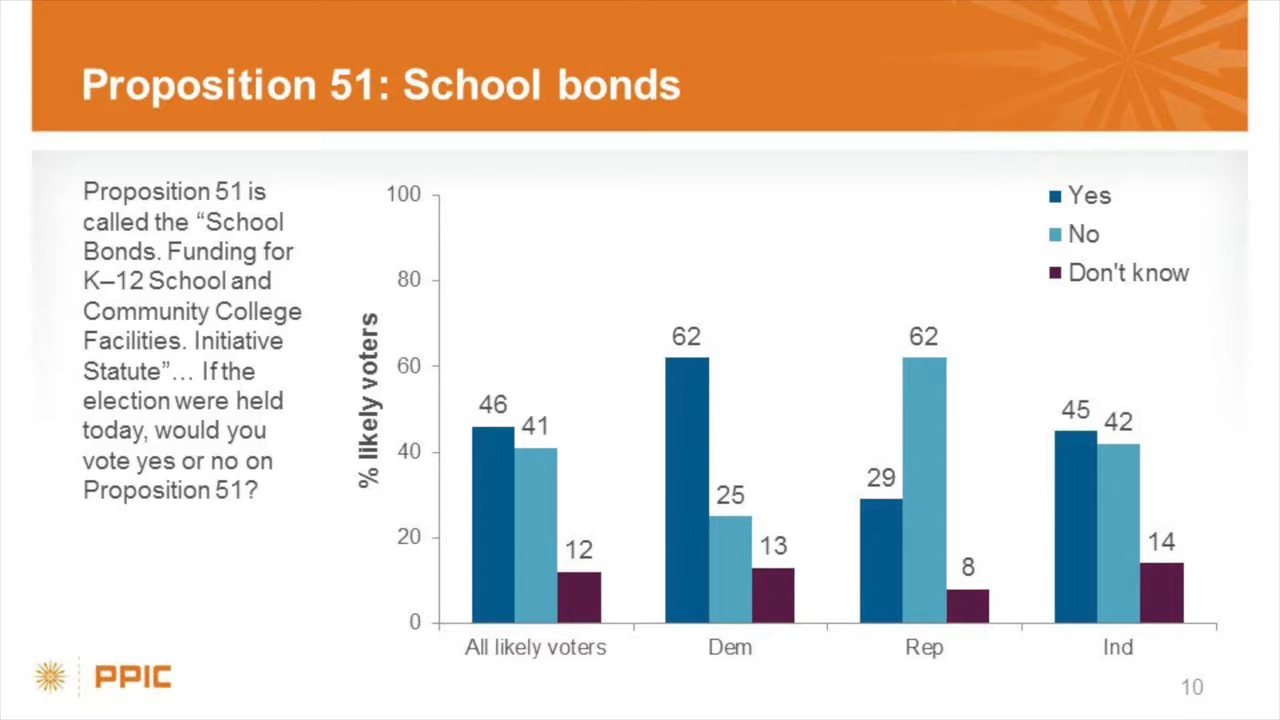 Proposition 51: School bonds
Proposition 51 is
called the “School
Bonds. Funding for
K–12 School and
Community College
Facilities. Initiative
Statute”… If the
election were held
today, would you
vote yes or no on
Proposition 51?
% likely voters
100
80
60
40
20
0
Yes
No
Don't know
46
41
12
62
25
13
29
62
8
45
42
14
All likely voters
Dem
Rep
Ind
PPIC
10